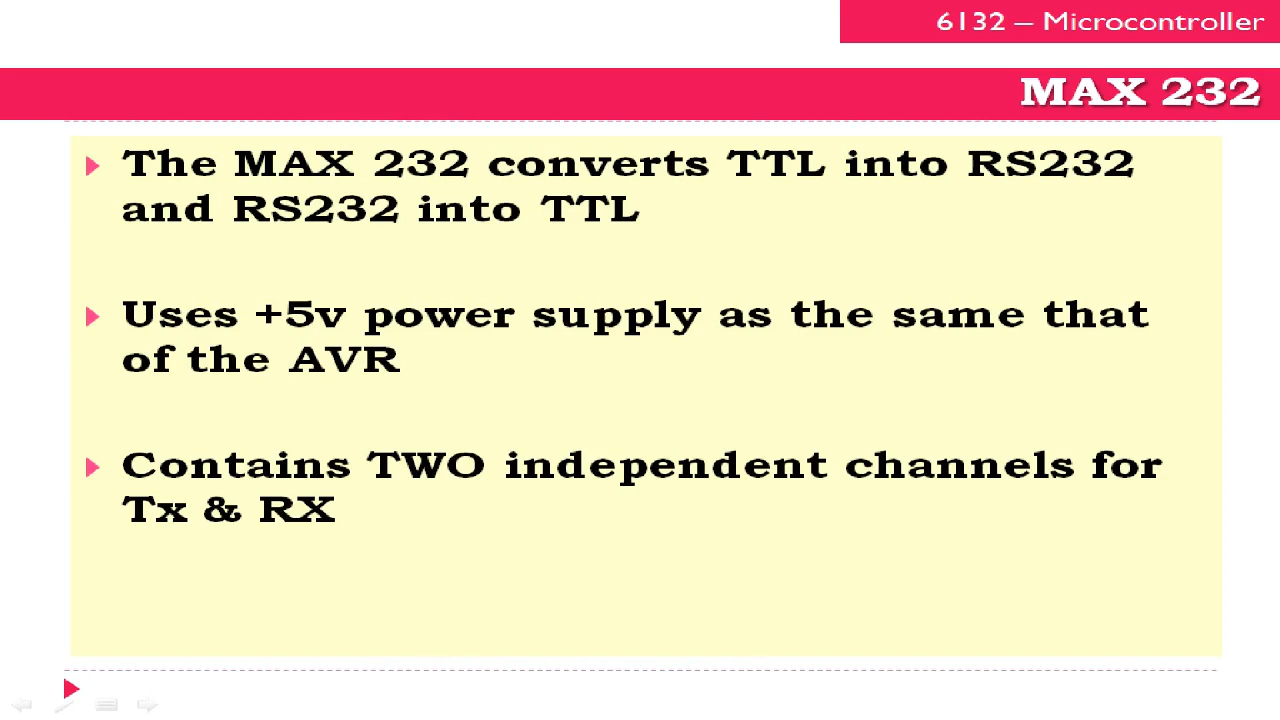 6132 – Microcontroller
MAX 232
The MAX 232 converts TTL into RS232
and RS232 into TTL
Uses +5v power supply as the same that
of the AVR
Contains TWO independent channels for
Tx & RX